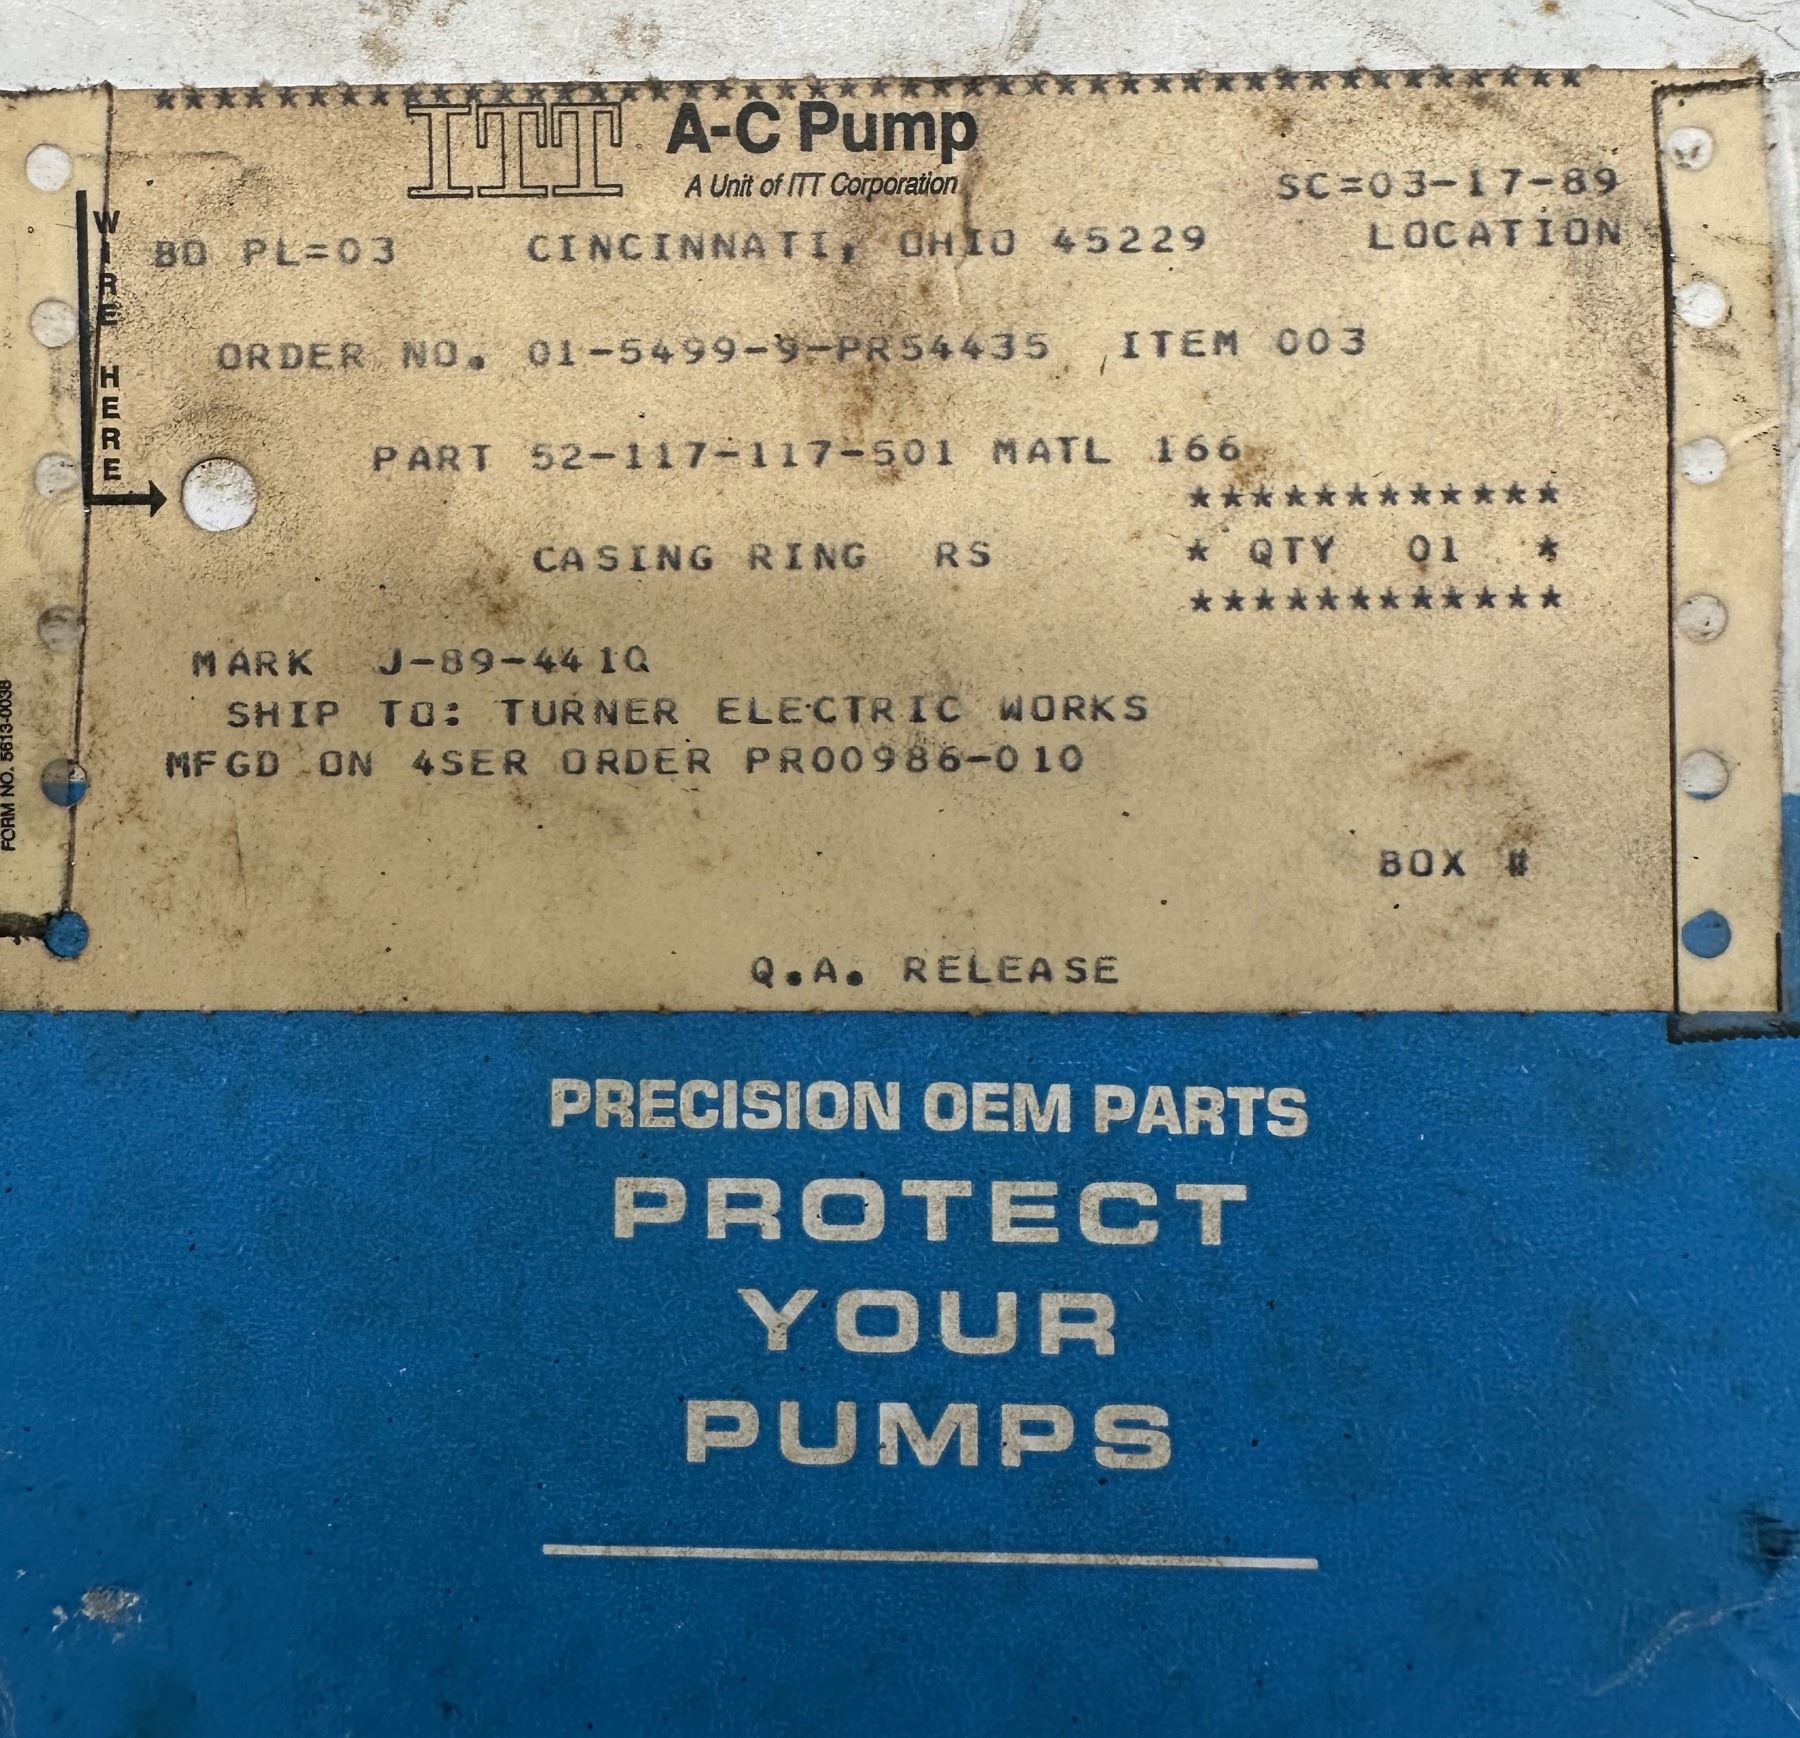 ****************************************************
ITT A-C Pump
A Unit of ITT Corporation
SC=03-17-89
BO PL=03 CINCINNATI, OHIO 45229 LOCATION
ORDER NO. 01-5499-9-PR54435 ITEM 003
WIRE HERE
PART 52-117-117-501 MATL 166
************
CASING RING RS * QTY 01 *
************
MARK J-89-441Q
SHIP TO: TURNER ELECTRIC WORKS
MFGD ON 4SER ORDER PR00986-010
FORM NO. 5613-0038
BOX #
Q.A. RELEASE
PRECISION OEM PARTS
PROTECT
YOUR
PUMPS